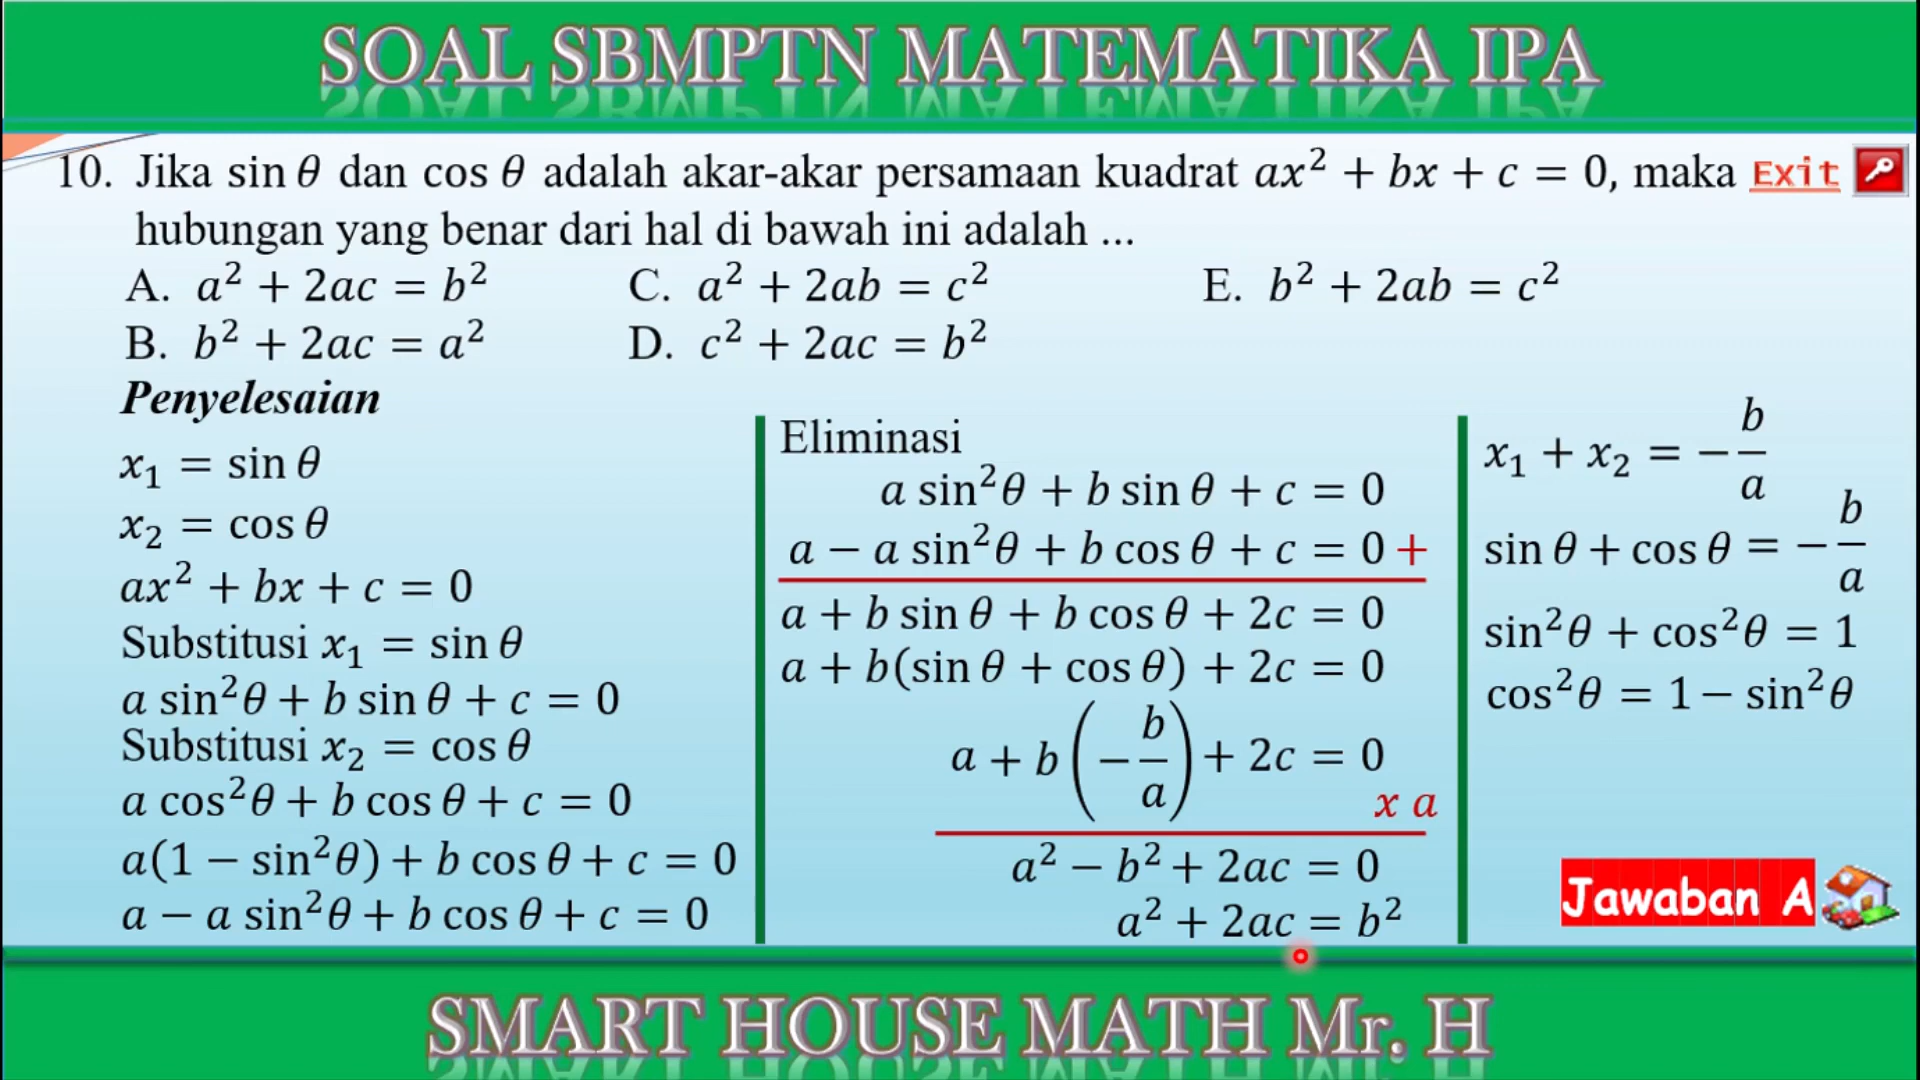 SOAL SBMPTN MATEMATIKA IPA
10. Jika sin θ dan cos θ adalah akar-akar persamaan kuadrat ax² + bx + c = 0, maka Exit
hubungan yang benar dari hal di bawah ini adalah ...
A. a² + 2ac = b² C. a² + 2ab = c² E. b² + 2ab = c²
B. b² + 2ac = a² D. c² + 2ac = b²
Penyelesaian
x₁ = sin θ
x₂ = cos θ
ax² + bx + c = 0
Substitusi x₁ = sin θ
a sin²θ + b sin θ + c = 0
Substitusi x₂ = cos θ
a cos²θ + b cos θ + c = 0
a(1 − sin²θ) + b cos θ + c = 0
a − a sin²θ + b cos θ + c = 0
Eliminasi
a sin²θ + b sin θ + c = 0
a − a sin²θ + b cos θ + c = 0 +
a + b sin θ + b cos θ + 2c = 0
a + b(sin θ + cos θ) + 2c = 0
a + b(−b/a) + 2c = 0
x a
a² − b² + 2ac = 0
a² + 2ac = b²
x₁ + x₂ = −b/a
sin θ + cos θ = −b/a
sin²θ + cos²θ = 1
cos²θ = 1 − sin²θ
Jawaban A
SMART HOUSE MATH Mr. H